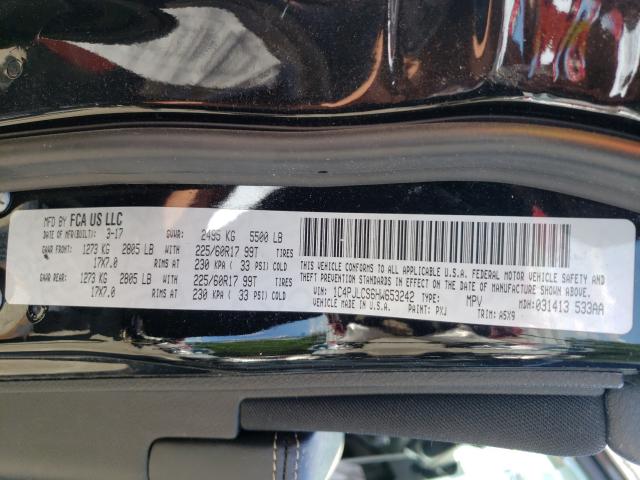 MFD BY FCA US LLC
DATE OF MFR(BUILT): 3-17 GVWR: 2495 KG 5500 LB
GAWR FRONT: 1273 KG 2805 LB WITH 225/60R17 99T TIRES
17X7.0 RIMS AT 230 KPA ( 33 PSI) COLD
GAWR REAR: 1273 KG 2805 LB WITH 225/60R17 99T TIRES
17X7.0 RIMS AT 230 KPA ( 33 PSI) COLD
THIS VEHICLE CONFORMS TO ALL APPLICABLE U.S.A. FEDERAL MOTOR VEHICLE SAFETY AND
THEFT PREVENTION STANDARDS IN EFFECT ON THE DATE OF MANUFACTURE SHOWN ABOVE.
VIN: 1C4PJLCS6HW653242 TYPE: MPV MDH: 031413 533AA
VEHICLE MADE IN U.S.A. PAINT: PXJ TRIM: A5X9